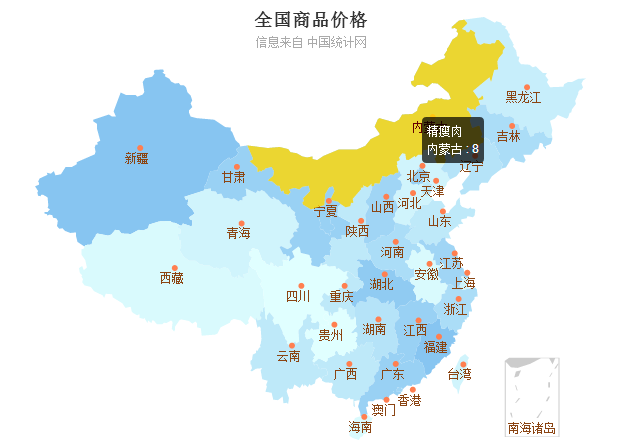 全国商品价格
信息来自 中国统计网
黑龙江
内蒙古
精瘦肉
内蒙古 : 8
吉林
辽宁
新疆
甘肃
北京
天津
宁夏
山西
河北
陕西
山东
青海
河南
西藏
安徽
江苏
上海
四川
重庆
湖北
浙江
贵州
湖南
江西
福建
云南
广西
广东
台湾
澳门
香港
海南
南海诸岛